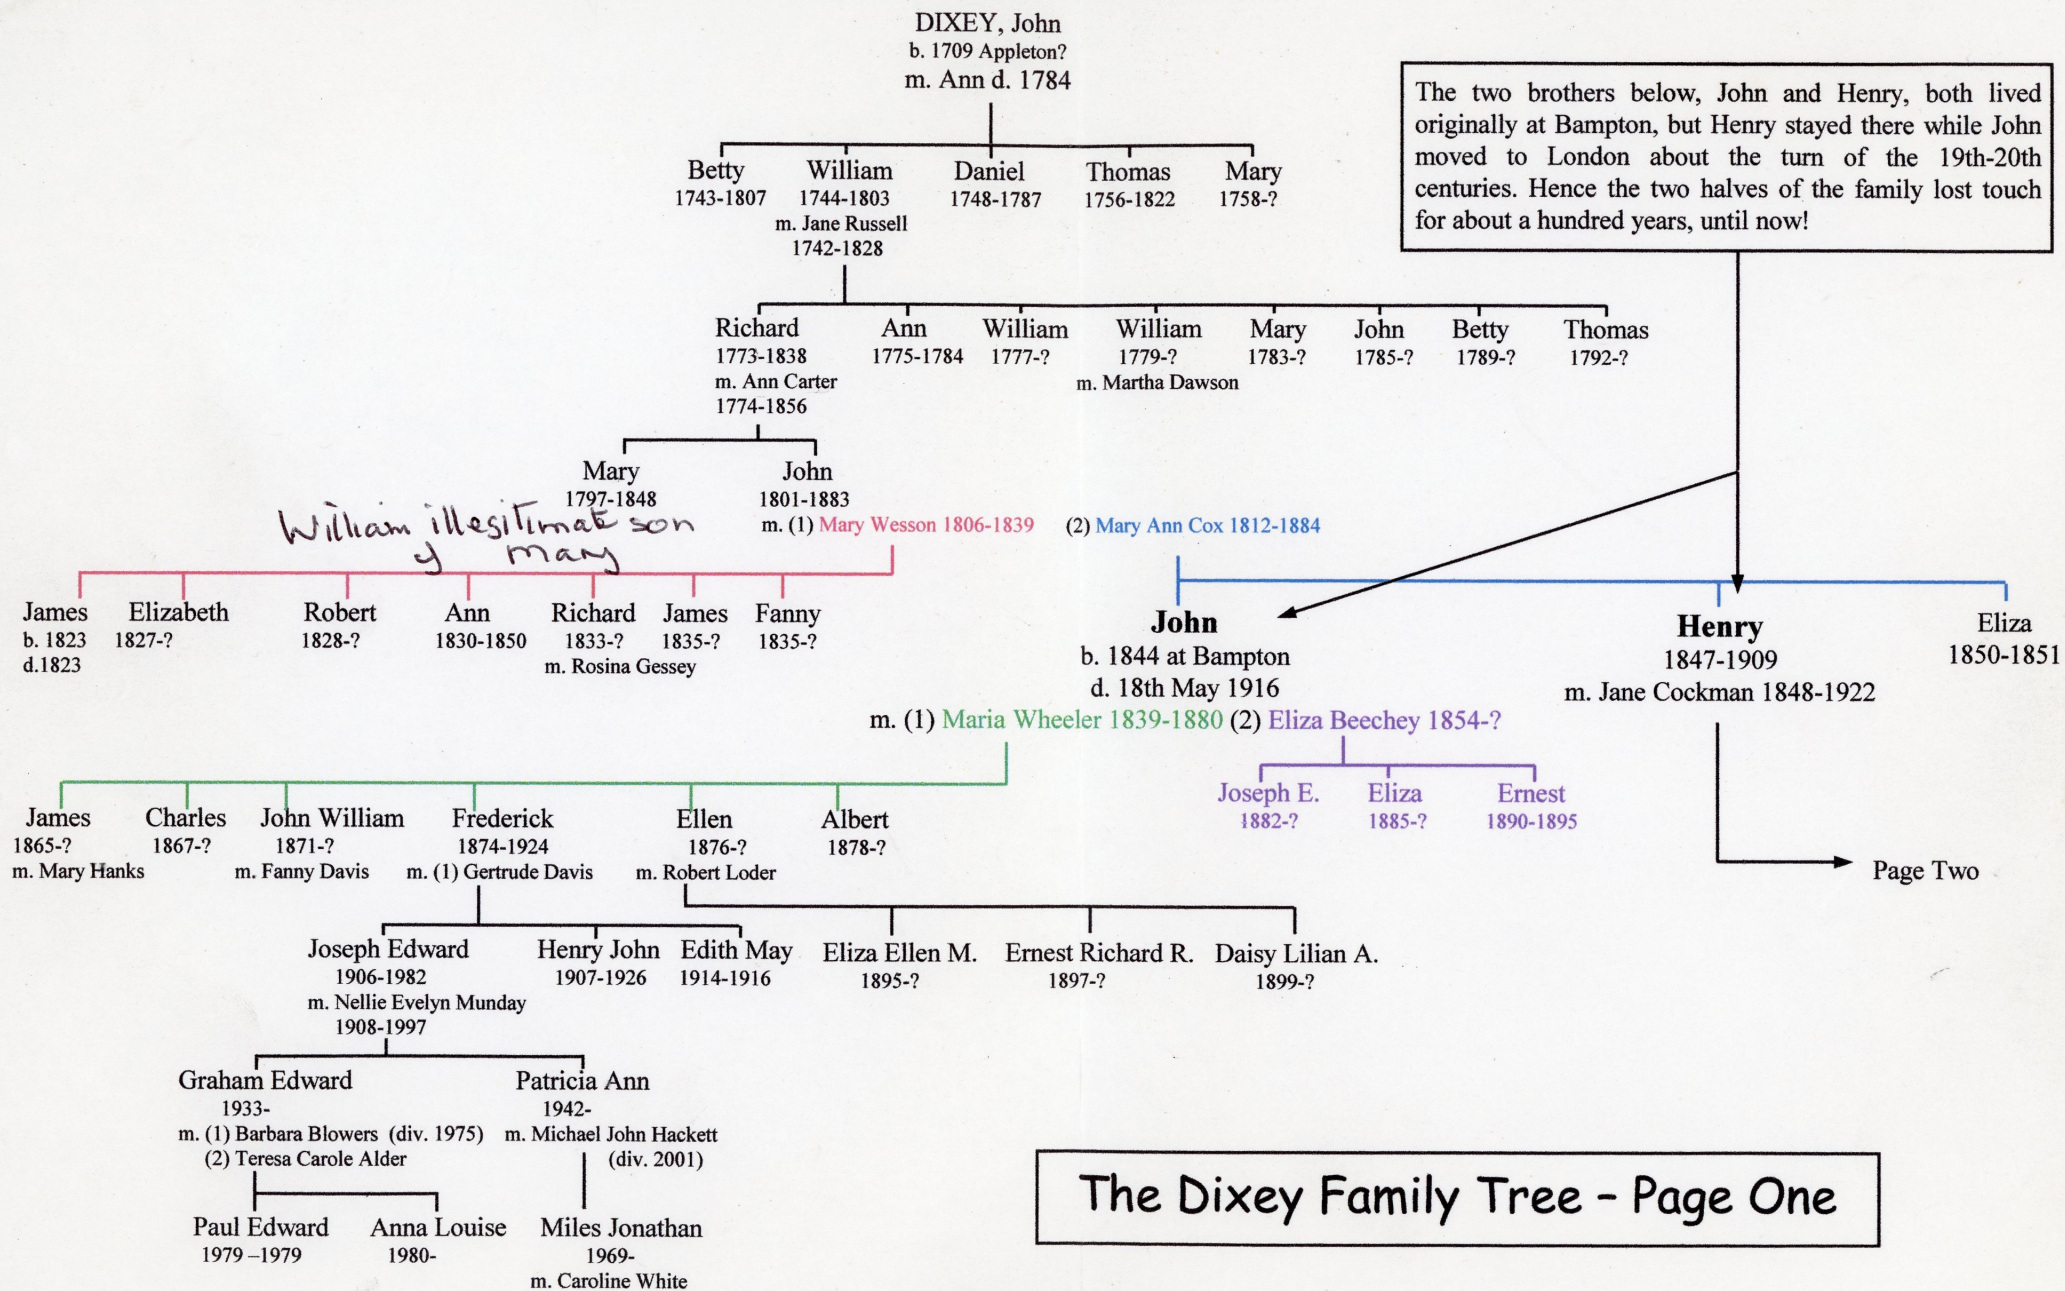 DIXEY, John
b. 1709 Appleton?
m. Ann d. 1784
The two brothers below, John and Henry, both lived
originally at Bampton, but Henry stayed there while John
moved to London about the turn of the 19th-20th
centuries. Hence the two halves of the family lost touch
for about a hundred years, until now!
Betty William Daniel Thomas Mary
1743-1807 1744-1803 1748-1787 1756-1822 1758-?
m. Jane Russell
1742-1828
Richard Ann William William Mary John Betty Thomas
1773-1838 1775-1784 1777-? 1779-? 1783-? 1785-? 1789-? 1792-?
m. Ann Carter m. Martha Dawson
1774-1856
Mary John
1797-1848 1801-1883
William illesitimate son
of Mary
m. (1) Mary Wesson 1806-1839 (2) Mary Ann Cox 1812-1884
James Elizabeth Robert Ann Richard James Fanny
b. 1823 1827-? 1828-? 1830-1850 1833-? 1835-? 1835-?
d.1823 m. Rosina Gessey
John Henry Eliza
b. 1844 at Bampton 1847-1909 1850-1851
d. 18th May 1916 m. Jane Cockman 1848-1922
m. (1) Maria Wheeler 1839-1880 (2) Eliza Beechey 1854-?
Joseph E. Eliza Ernest
1882-? 1885-? 1890-1895
James Charles John William Frederick Ellen Albert
1865-? 1867-? 1871-? 1874-1924 1876-? 1878-?
m. Mary Hanks m. Fanny Davis m. (1) Gertrude Davis m. Robert Loder
Page Two
Joseph Edward Henry John Edith May Eliza Ellen M. Ernest Richard R. Daisy Lilian A.
1906-1982 1907-1926 1914-1916 1895-? 1897-? 1899-?
m. Nellie Evelyn Munday
1908-1997
Graham Edward Patricia Ann
1933- 1942-
m. (1) Barbara Blowers (div. 1975) m. Michael John Hackett
(2) Teresa Carole Alder (div. 2001)
Paul Edward Anna Louise Miles Jonathan
1979 –1979 1980- 1969-
m. Caroline White
The Dixey Family Tree - Page One